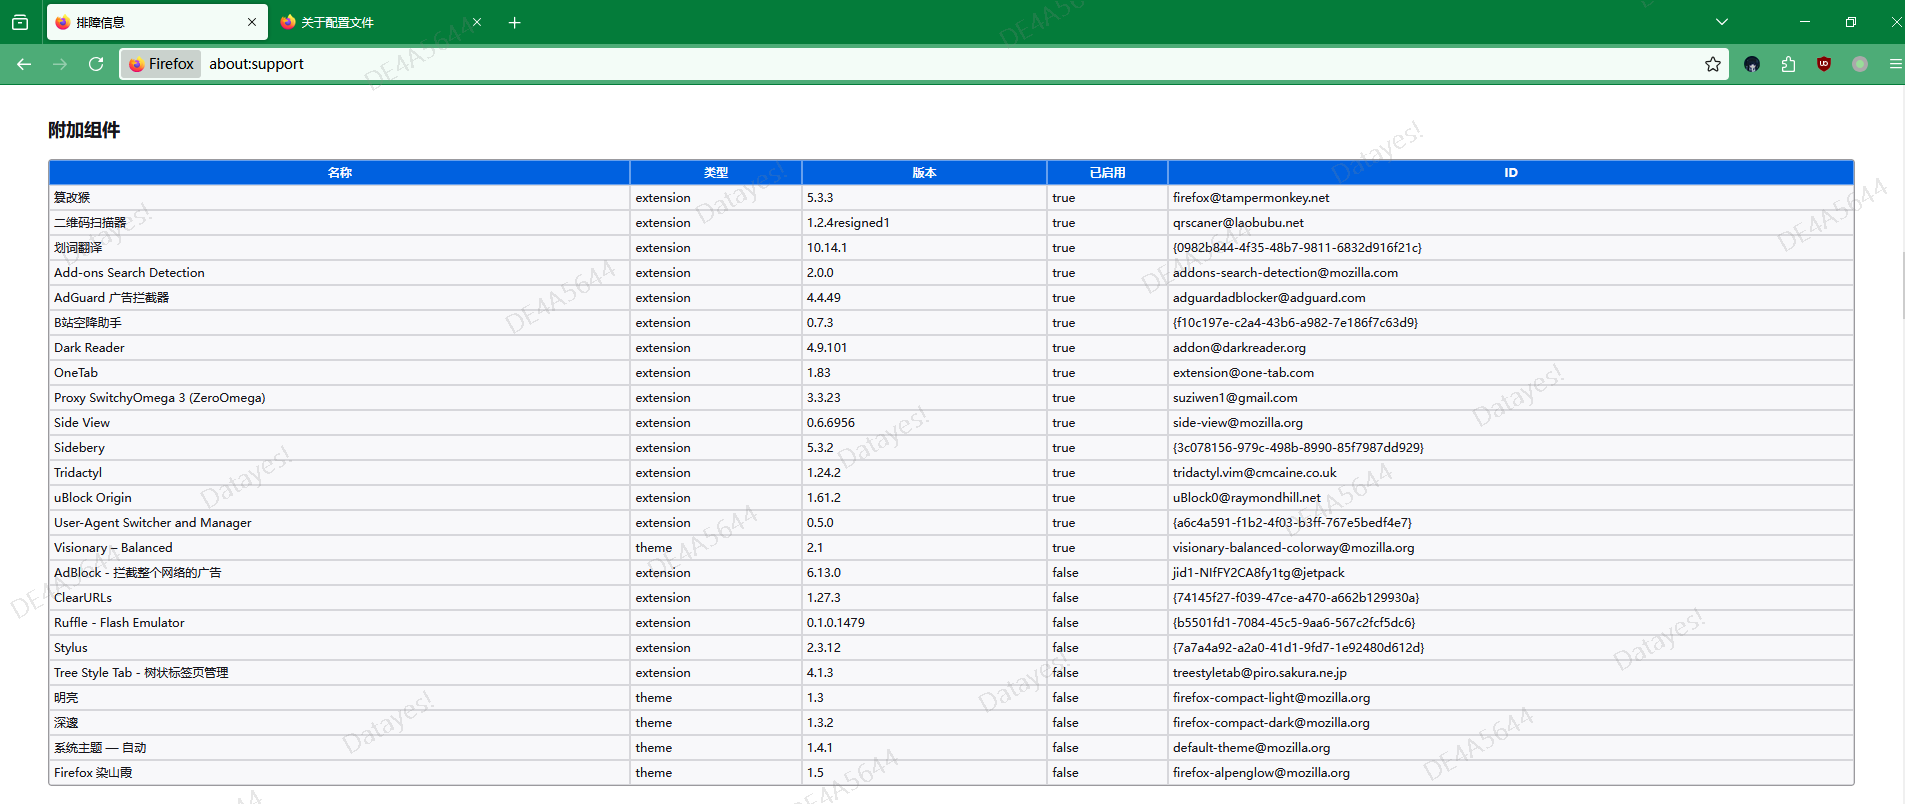 排障信息
关于配置文件
Firefox about:support
附加组件
名称 类型 版本 已启用 ID
篡改猴 extension 5.3.3 true firefox@tampermonkey.net
二维码扫描器 extension 1.2.4resigned1 true qrscaner@laobubu.net
划词翻译 extension 10.14.1 true {0982b844-4f35-48b7-9811-6832d916f21c}
Add-ons Search Detection extension 2.0.0 true addons-search-detection@mozilla.com
AdGuard 广告拦截器 extension 4.4.49 true adguardadblocker@adguard.com
B站空降助手 extension 0.7.3 true {f10c197e-c2a4-43b6-a982-7e186f7c63d9}
Dark Reader extension 4.9.101 true addon@darkreader.org
OneTab extension 1.83 true extension@one-tab.com
Proxy SwitchyOmega 3 (ZeroOmega) extension 3.3.23 true suziwen1@gmail.com
Side View extension 0.6.6956 true side-view@mozilla.org
Sidebery extension 5.3.2 true {3c078156-979c-498b-8990-85f7987dd929}
Tridactyl extension 1.24.2 true tridactyl.vim@cmcaine.co.uk
uBlock Origin extension 1.61.2 true uBlock0@raymondhill.net
User-Agent Switcher and Manager extension 0.5.0 true {a6c4a591-f1b2-4f03-b3ff-767e5bedf4e7}
Visionary – Balanced theme 2.1 true visionary-balanced-colorway@mozilla.org
AdBlock - 拦截整个网络的广告 extension 6.13.0 false jid1-NIfFY2CA8fy1tg@jetpack
ClearURLs extension 1.27.3 false {74145f27-f039-47ce-a470-a662b129930a}
Ruffle - Flash Emulator extension 0.1.0.1479 false {b5501fd1-7084-45c5-9aa6-567c2fcf5dc6}
Stylus extension 2.3.12 false {7a7a4a92-a2a0-41d1-9fd7-1e92480d612d}
Tree Style Tab - 树状标签页管理 extension 4.1.3 false treestyletab@piro.sakura.ne.jp
明亮 theme 1.3 false firefox-compact-light@mozilla.org
深邃 theme 1.3.2 false firefox-compact-dark@mozilla.org
系统主题 — 自动 theme 1.4.1 false default-theme@mozilla.org
Firefox 染山霞 theme 1.5 false firefox-alpenglow@mozilla.org
Datayes!
DE4A5644